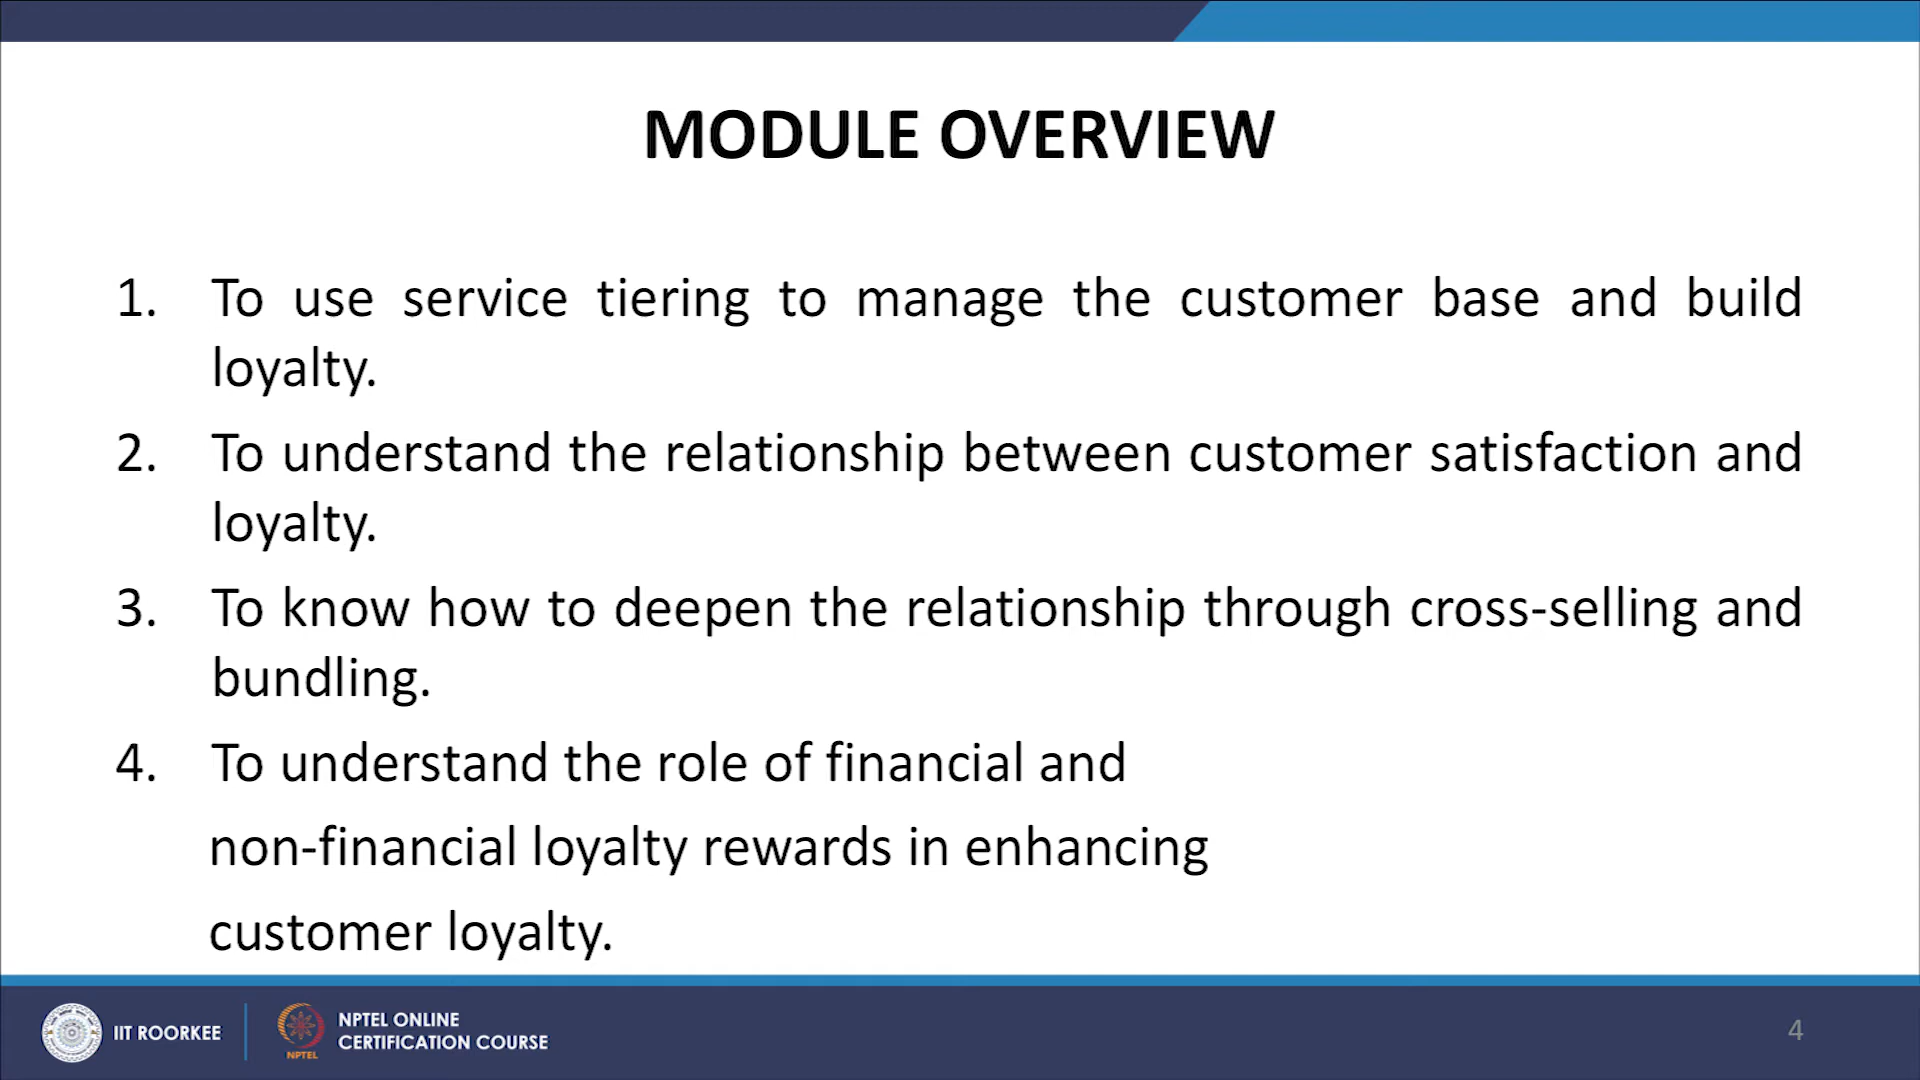 MODULE OVERVIEW
1. To use service tiering to manage the customer base and build
loyalty.
2. To understand the relationship between customer satisfaction and
loyalty.
3. To know how to deepen the relationship through cross-selling and
bundling.
4. To understand the role of financial and
non-financial loyalty rewards in enhancing
customer loyalty.
IIT ROORKEE
NPTEL
NPTEL ONLINE
CERTIFICATION COURSE
4